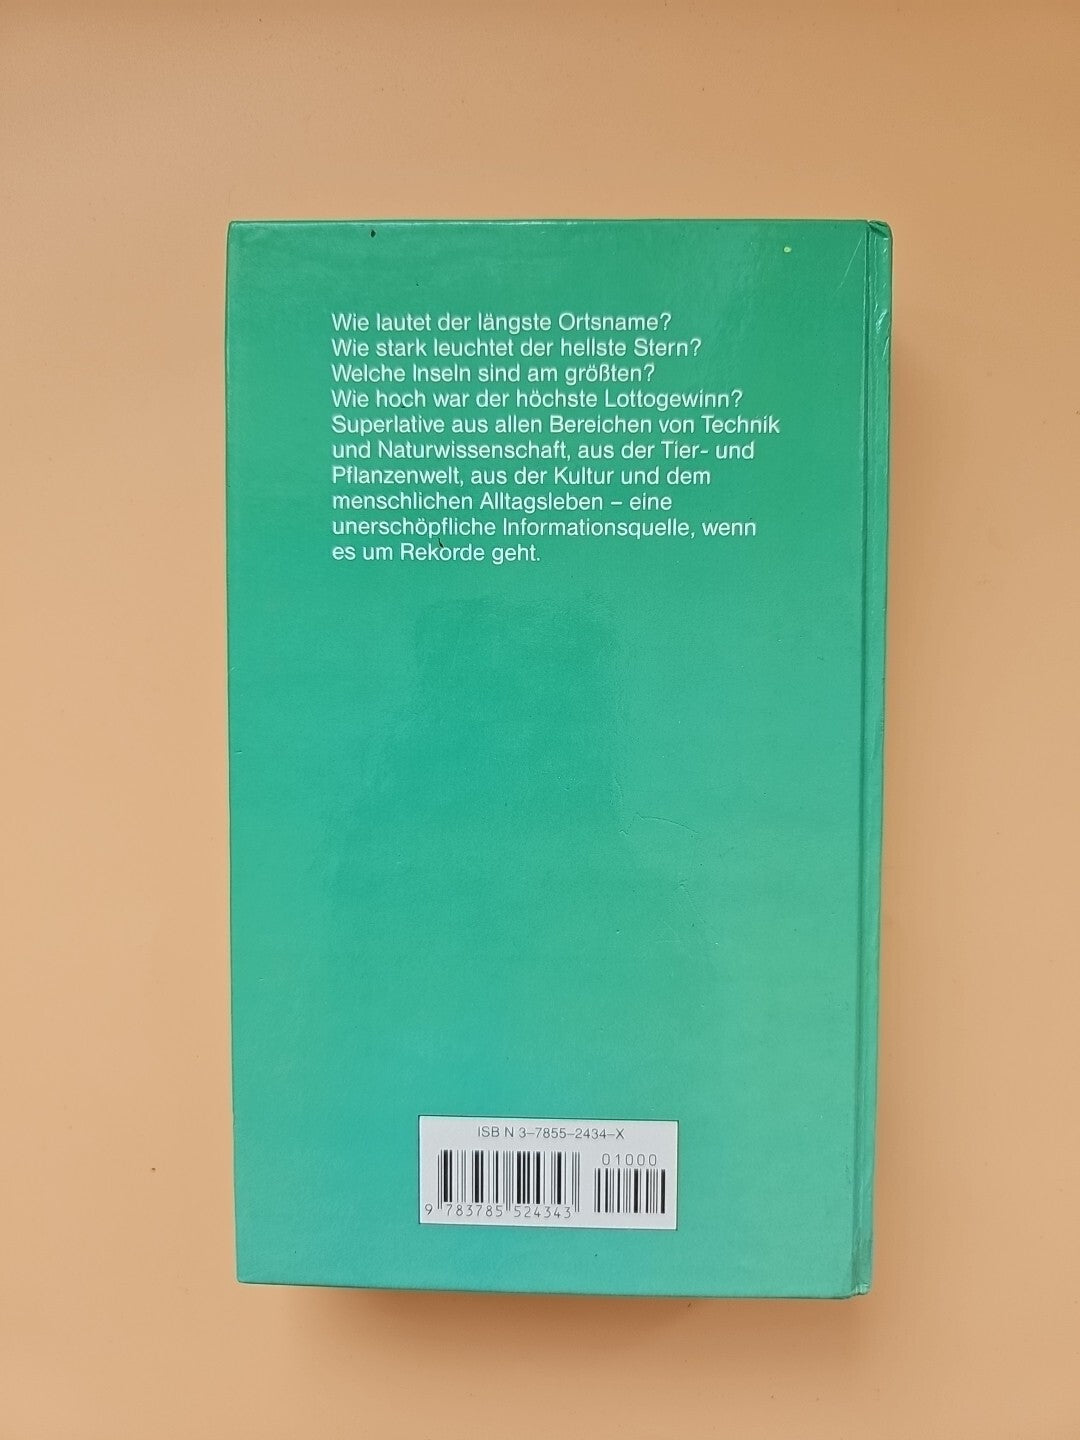 Wie lautet der längste Ortsname?
Wie stark leuchtet der hellste Stern?
Welche Inseln sind am größten?
Wie hoch war der höchste Lottogewinn?
Superlative aus allen Bereichen von Technik
und Naturwissenschaft, aus der Tier- und
Pflanzenwelt, aus der Kultur und dem
menschlichen Alltagsleben – eine
unerschöpfliche Informationsquelle, wenn
es um Rekorde geht.
ISB N 3–7855–2434–X
01000
9 783785 524343